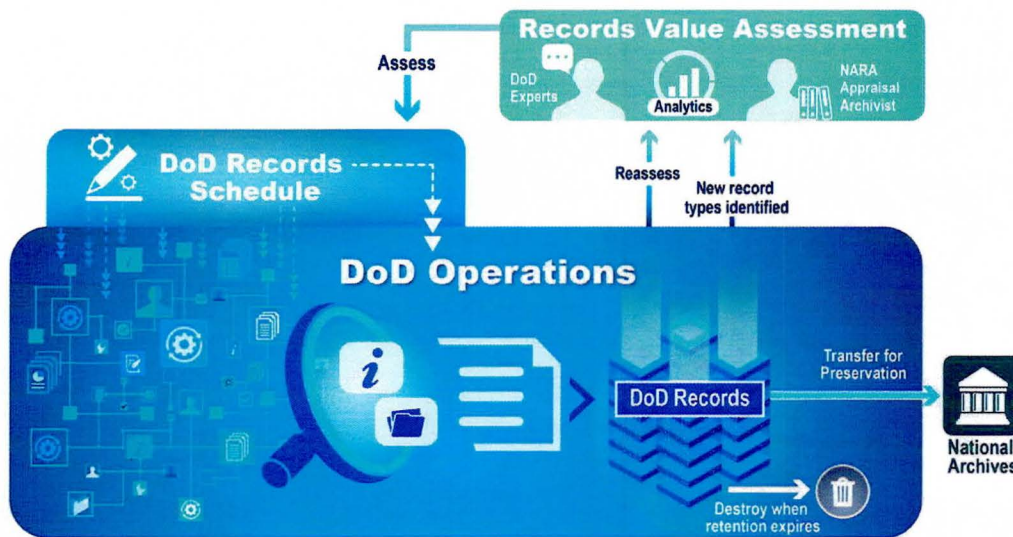 Records Value Assessment
DoD
Experts
Analytics
NARA
Appraisal
Archivist
Assess
DoD Records
Schedule
Reassess
New record
types identified
DoD Operations
i
DoD Records
Transfer for
Preservation
National
Archives
Destroy when
retention expires